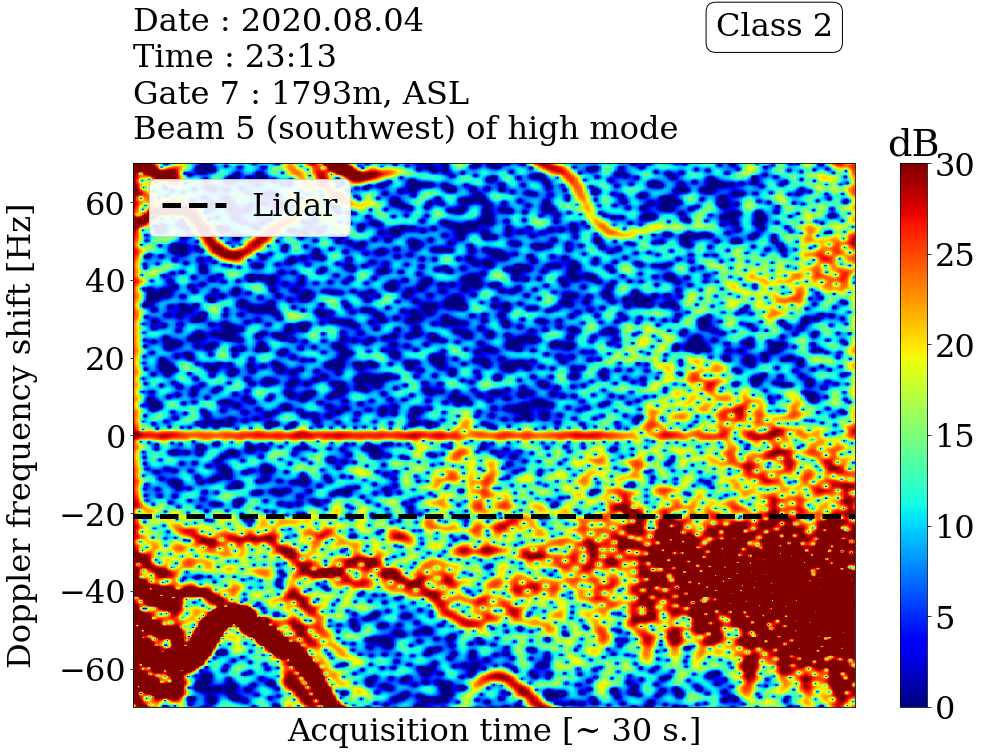 Date : 2020.08.04
Time : 23:13
Gate 7 : 1793m, ASL
Beam 5 (southwest) of high mode
Class 2
dB
Lidar
Doppler frequency shift [Hz]
60
40
20
0
−20
−40
−60
30
25
20
15
10
5
0
Acquisition time [~ 30 s.]